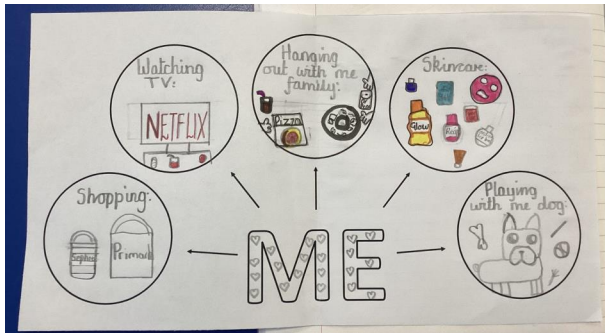 Watching
TV:
NETFLIX
Hanging
out with me
family:
Pizza
Skincare:
Glow
Shopping:
Primark
Playing
with me dog:
ME